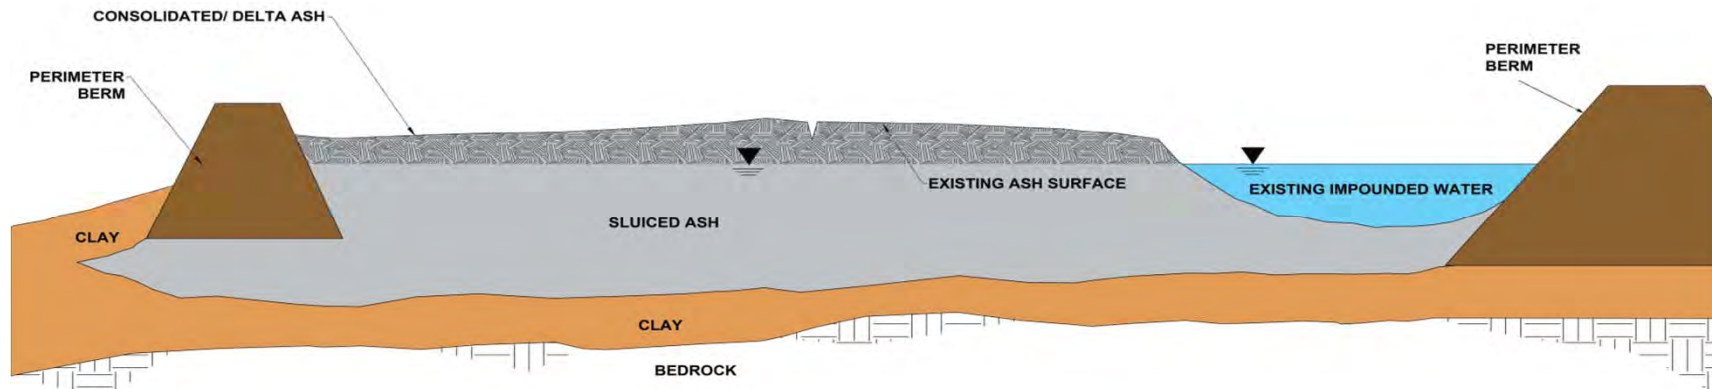 CONSOLIDATED/ DELTA ASH
PERIMETER
BERM
PERIMETER
BERM
EXISTING ASH SURFACE
EXISTING IMPOUNDED WATER
SLUICED ASH
CLAY
CLAY
BEDROCK